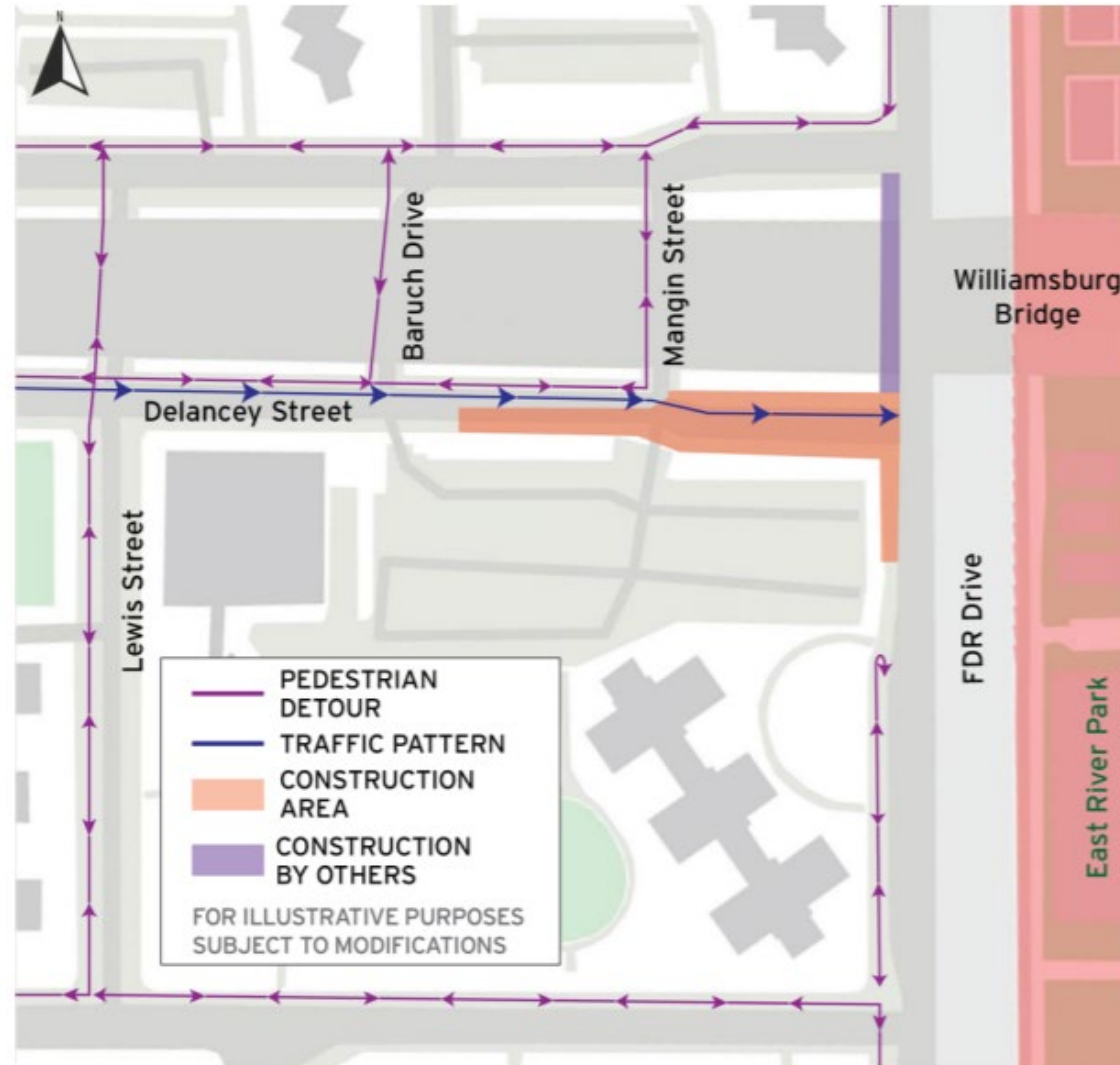 N
Baruch Drive
Mangin Street
Williamsburg
Bridge
Delancey Street
Lewis Street
FDR Drive
East River Park
PEDESTRIAN
DETOUR
TRAFFIC PATTERN
CONSTRUCTION
AREA
CONSTRUCTION
BY OTHERS
FOR ILLUSTRATIVE PURPOSES
SUBJECT TO MODIFICATIONS